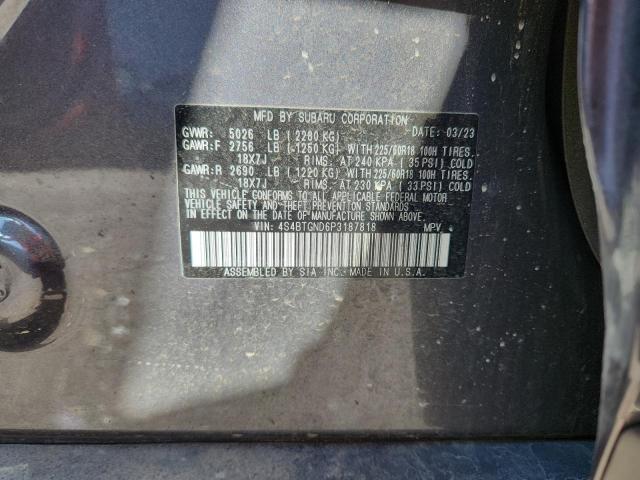 MFD BY SUBARU CORPORATION
GVWR: 5026 LB (2280 KG) DATE: 03/23
GAWR:F 2756 LB (1250 KG) WITH 225/60R18 100H TIRES,
18X7J RIMS, AT 240 KPA (35 PSI) COLD
GAWR:R 2690 LB (1220 KG) WITH 225/60R18 100H TIRES,
18X7J RIMS, AT 230 KPA (33 PSI) COLD
THIS VEHICLE CONFORMS TO ALL APPLICABLE FEDERAL MOTOR
VEHICLE SAFETY AND THEFT PREVENTION STANDARDS IN
EFFECT ON THE DATE OF MANUFACTURE SHOWN ABOVE.
VIN: 4S4BTGND6P3187818 MPV
ASSEMBLED BY SIA INC. MADE IN U.S.A.